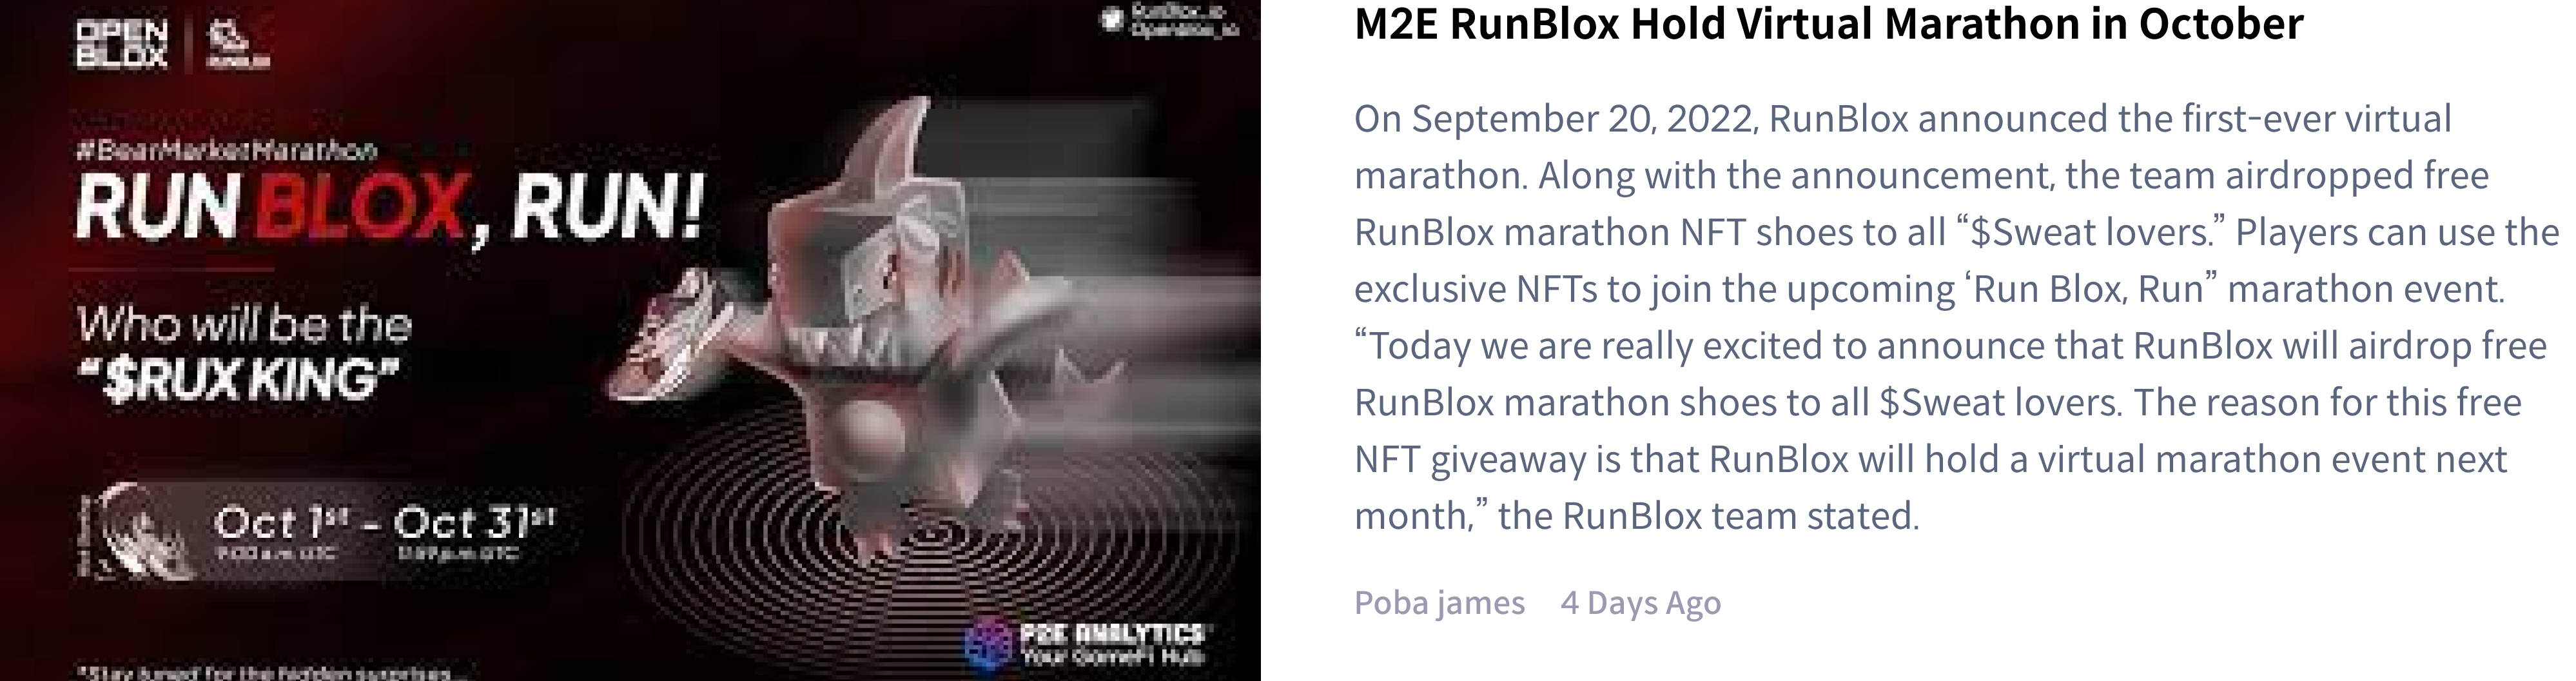 OPEN
BLOX
RunBlox_io
OpenBlox_io
#BearMarketMarathon
RUN BLOX, RUN!
Who will be the
“$RUX KING”
Oct 1st - Oct 31st
P2E ANALYTICS
Your GameFi Hub
*Stay tuned for the hidden surprises...
M2E RunBlox Hold Virtual Marathon in October
On September 20, 2022, RunBlox announced the first-ever virtual
marathon. Along with the announcement, the team airdropped free
RunBlox marathon NFT shoes to all “$Sweat lovers.” Players can use the
exclusive NFTs to join the upcoming ‘Run Blox, Run” marathon event.
“Today we are really excited to announce that RunBlox will airdrop free
RunBlox marathon shoes to all $Sweat lovers. The reason for this free
NFT giveaway is that RunBlox will hold a virtual marathon event next
month,” the RunBlox team stated.
Poba james 4 Days Ago